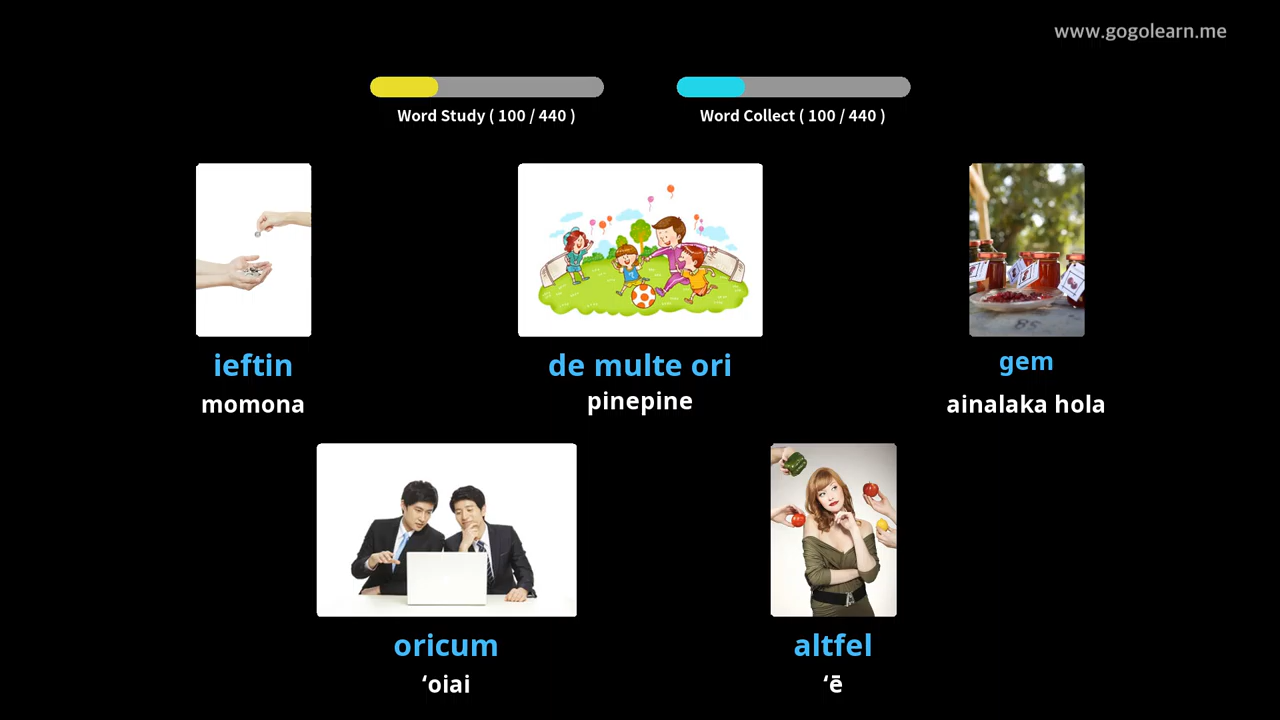 www.gogolearn.me
Word Study ( 100 / 440 )
Word Collect ( 100 / 440 )
ieftin
momona
de multe ori
pinepine
gem
ainalaka hola
oricum
ʻoiai
altfel
ʻē